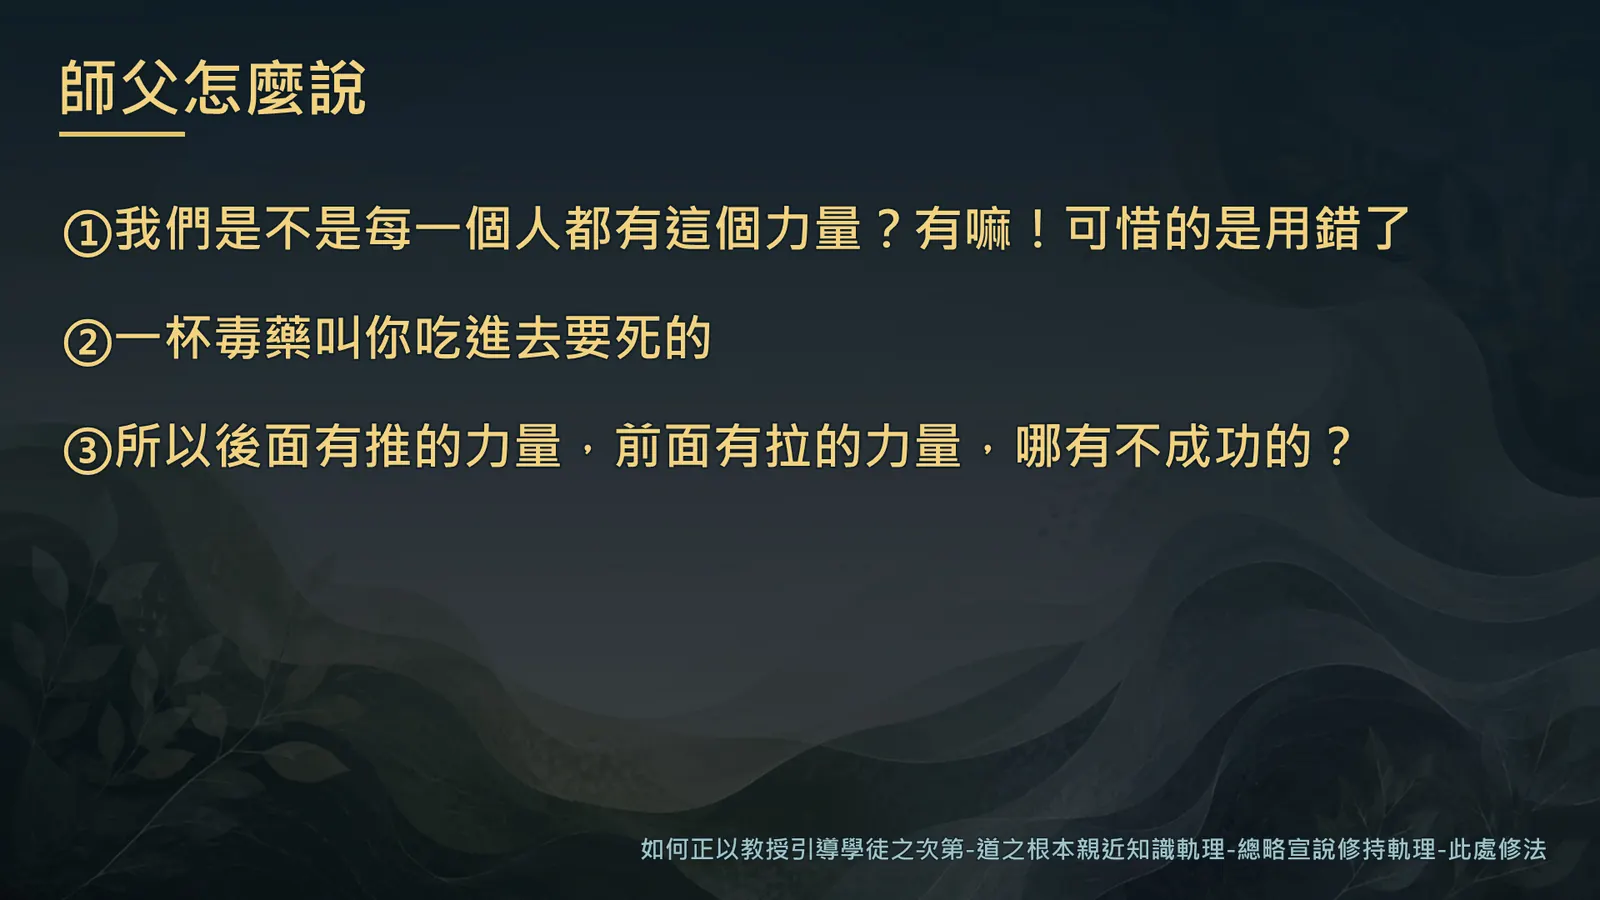 師父怎麼說
①我們是不是每一個人都有這個力量？有嘛！可惜的是用錯了
②一杯毒藥叫你吃進去要死的
③所以後面有推的力量，前面有拉的力量，哪有不成功的？
如何正以教授引導學徒之次第-道之根本親近知識軌理-總略宣說修持軌理-此處修法